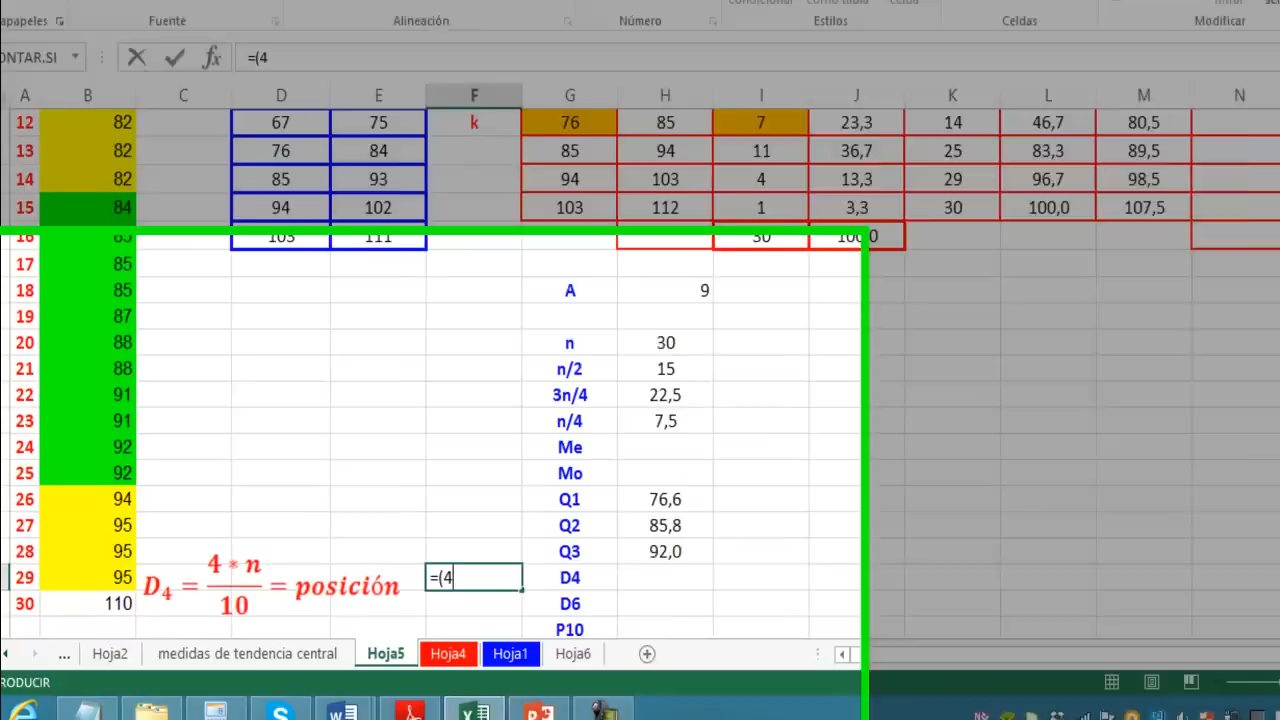 apapeles Fuente Alineación Número Estilos Celdas Modificar
ONTAR.SI =(4
A B C D E F G H I J K L M N
12 82 67 75 k 76 85 7 23,3 14 46,7 80,5
13 82 76 84 85 94 11 36,7 25 83,3 89,5
14 82 85 93 94 103 4 13,3 29 96,7 98,5
15 84 94 102 103 112 1 3,3 30 100,0 107,5
16 85 103 111 30 100,0
17 85
18 85 A 9
19 87
20 88 n 30
21 88 n/2 15
22 91 3n/4 22,5
23 91 n/4 7,5
24 92 Me
25 92 Mo
26 94 Q1 76,6
27 95 Q2 85,8
28 95 Q3 92,0
29 95 D₄ = 4 * n / 10 = posición =(4 D4
30 110 D6
P10
... Hoja2 medidas de tendencia central Hoja5 Hoja4 Hoja1 Hoja6
RODUCIR